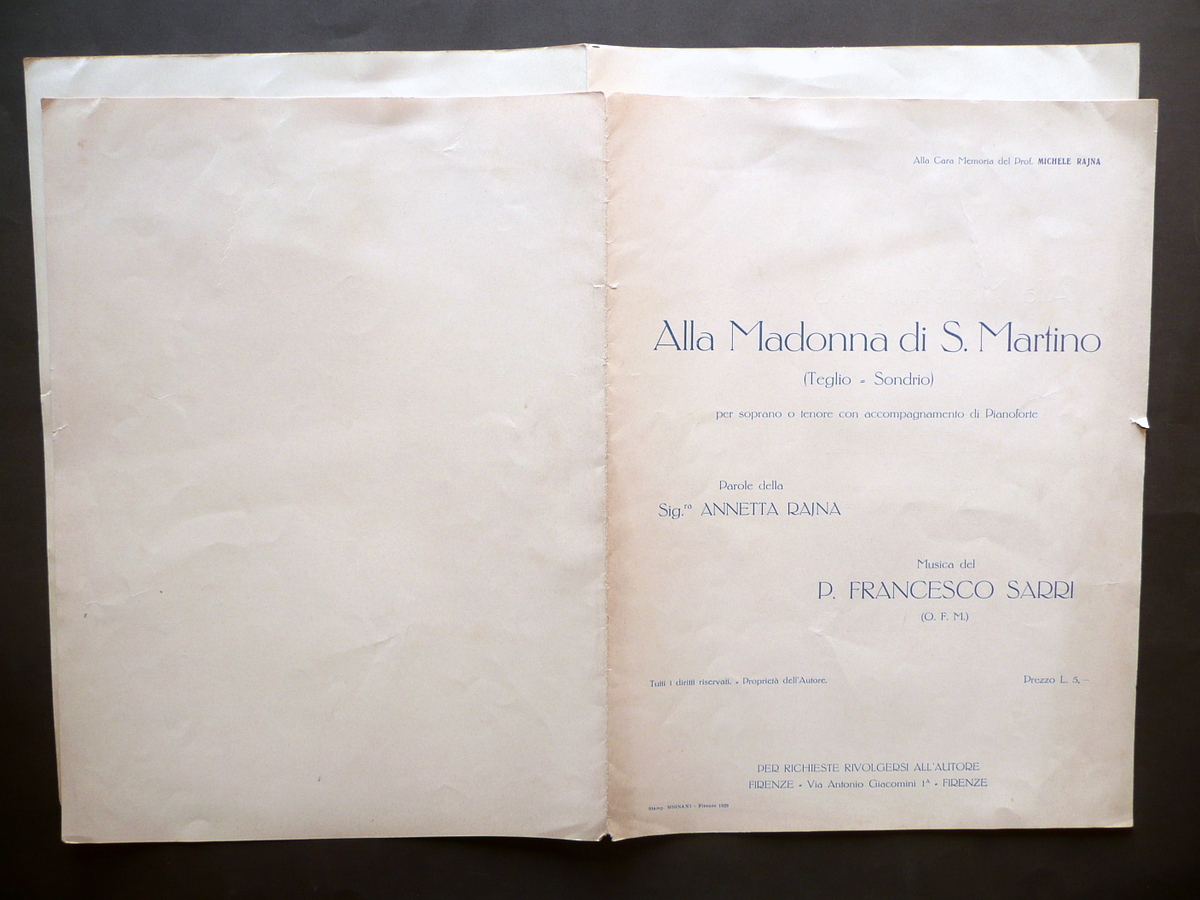 Alla Cara Memoria del Prof. MICHELE RAJNA
Alla Madonna di S. Martino
(Teglio - Sondrio)
per soprano o tenore con accompagnamento di Pianoforte
Parole della
Sig.ra ANNETTA RAJNA
Musica del
P. FRANCESCO SARRI
(O. F. M.)
Tutti i diritti riservati. - Proprietà dell'Autore.
Prezzo L. 5, —
PER RICHIESTE RIVOLGERSI ALL'AUTORE
FIRENZE - Via Antonio Giacomini 1A - FIRENZE
Stamp. - Firenze